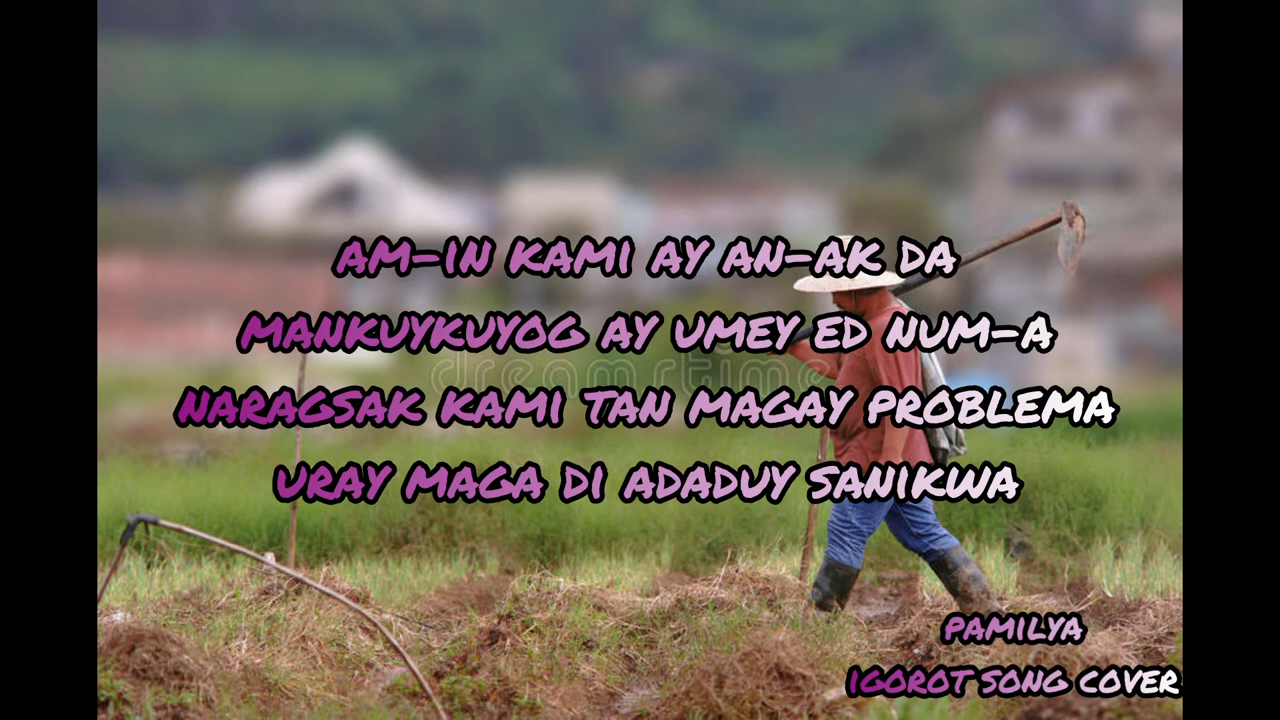 AM-IN KAMI AY AN-AK DA
MANKUYKUYOG AY UMEY ED NUM-A
dreamstime
NARAGSAK KAMI TAN MAGAY PROBLEMA
URAY MAGA DI ADADUY SANIKWA
PAMILYA
IGOROT SONG COVER